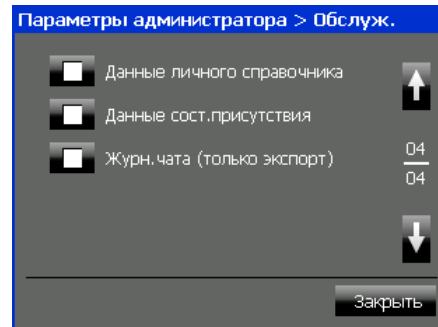 Параметры администратора > Обслуж.
Данные личного справочника
Данные сост.присутствия
Журн.чата (только экспорт)
04
04
Закрыть